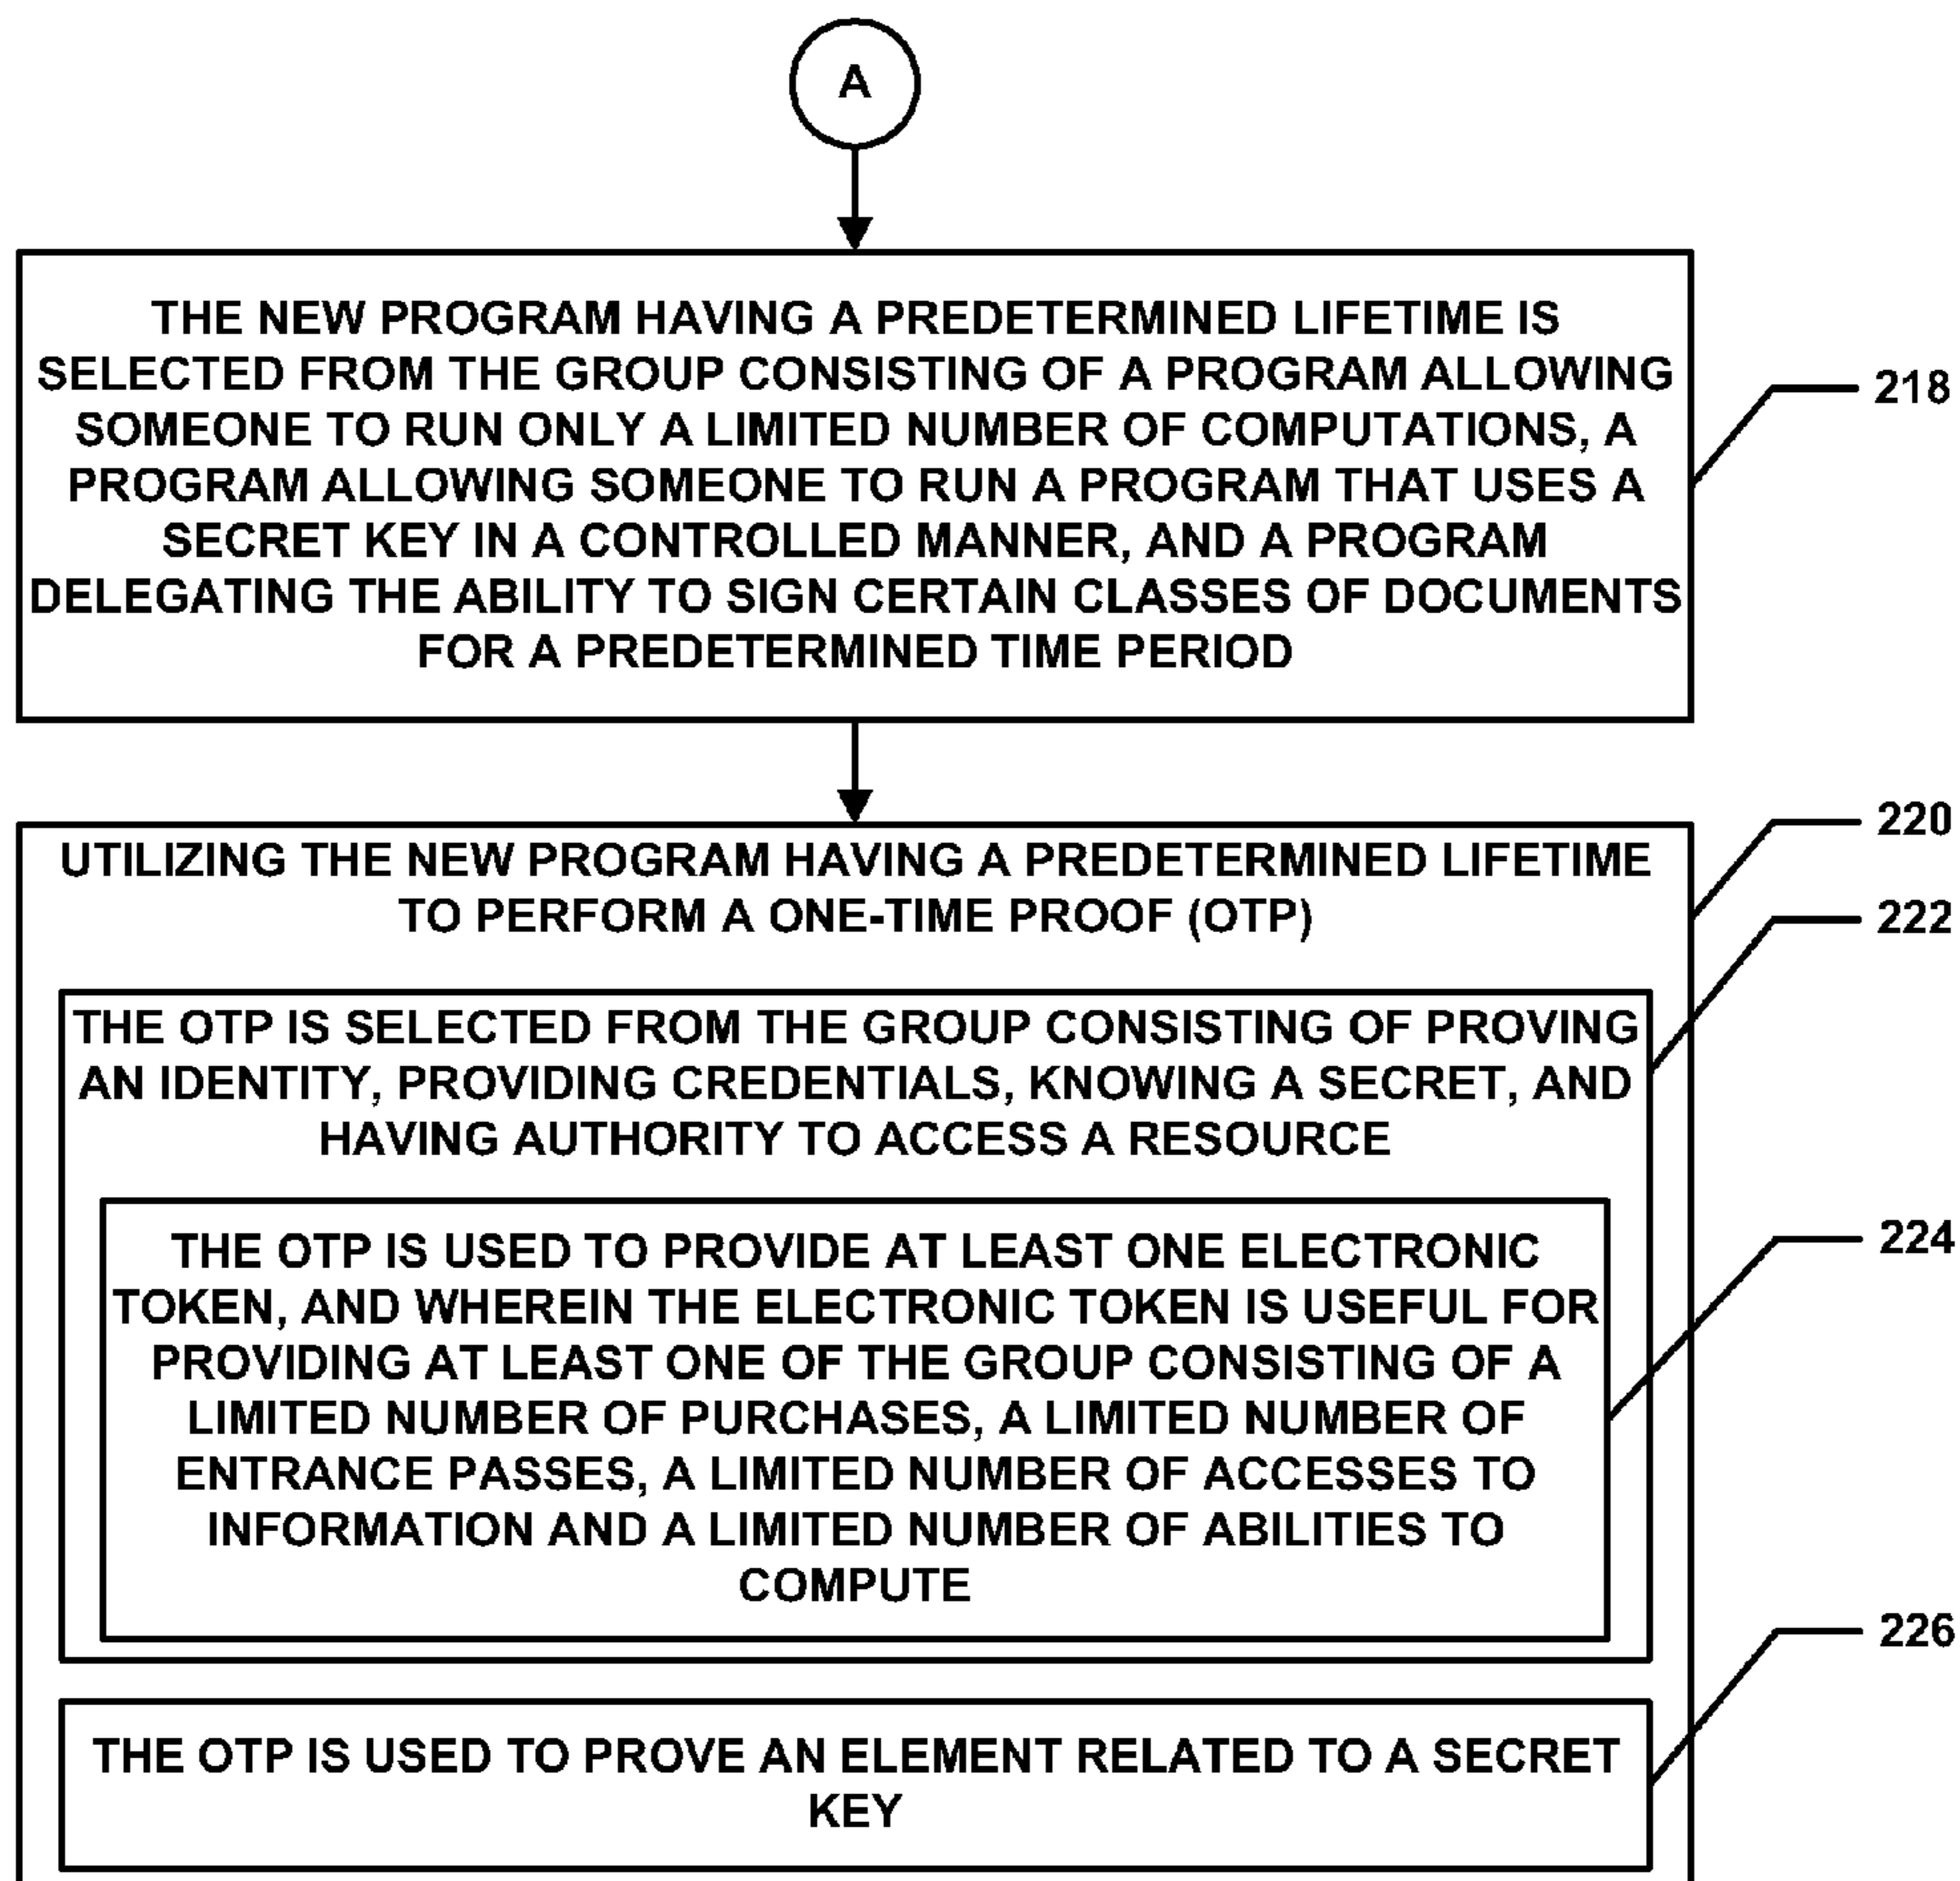 A
THE NEW PROGRAM HAVING A PREDETERMINED LIFETIME IS
SELECTED FROM THE GROUP CONSISTING OF A PROGRAM ALLOWING
SOMEONE TO RUN ONLY A LIMITED NUMBER OF COMPUTATIONS, A
PROGRAM ALLOWING SOMEONE TO RUN A PROGRAM THAT USES A
SECRET KEY IN A CONTROLLED MANNER, AND A PROGRAM
DELEGATING THE ABILITY TO SIGN CERTAIN CLASSES OF DOCUMENTS
FOR A PREDETERMINED TIME PERIOD
218
UTILIZING THE NEW PROGRAM HAVING A PREDETERMINED LIFETIME
TO PERFORM A ONE-TIME PROOF (OTP)
220
222
THE OTP IS SELECTED FROM THE GROUP CONSISTING OF PROVING
AN IDENTITY, PROVIDING CREDENTIALS, KNOWING A SECRET, AND
HAVING AUTHORITY TO ACCESS A RESOURCE
THE OTP IS USED TO PROVIDE AT LEAST ONE ELECTRONIC
TOKEN, AND WHEREIN THE ELECTRONIC TOKEN IS USEFUL FOR
PROVIDING AT LEAST ONE OF THE GROUP CONSISTING OF A
LIMITED NUMBER OF PURCHASES, A LIMITED NUMBER OF
ENTRANCE PASSES, A LIMITED NUMBER OF ACCESSES TO
INFORMATION AND A LIMITED NUMBER OF ABILITIES TO
COMPUTE
224
THE OTP IS USED TO PROVE AN ELEMENT RELATED TO A SECRET
KEY
226